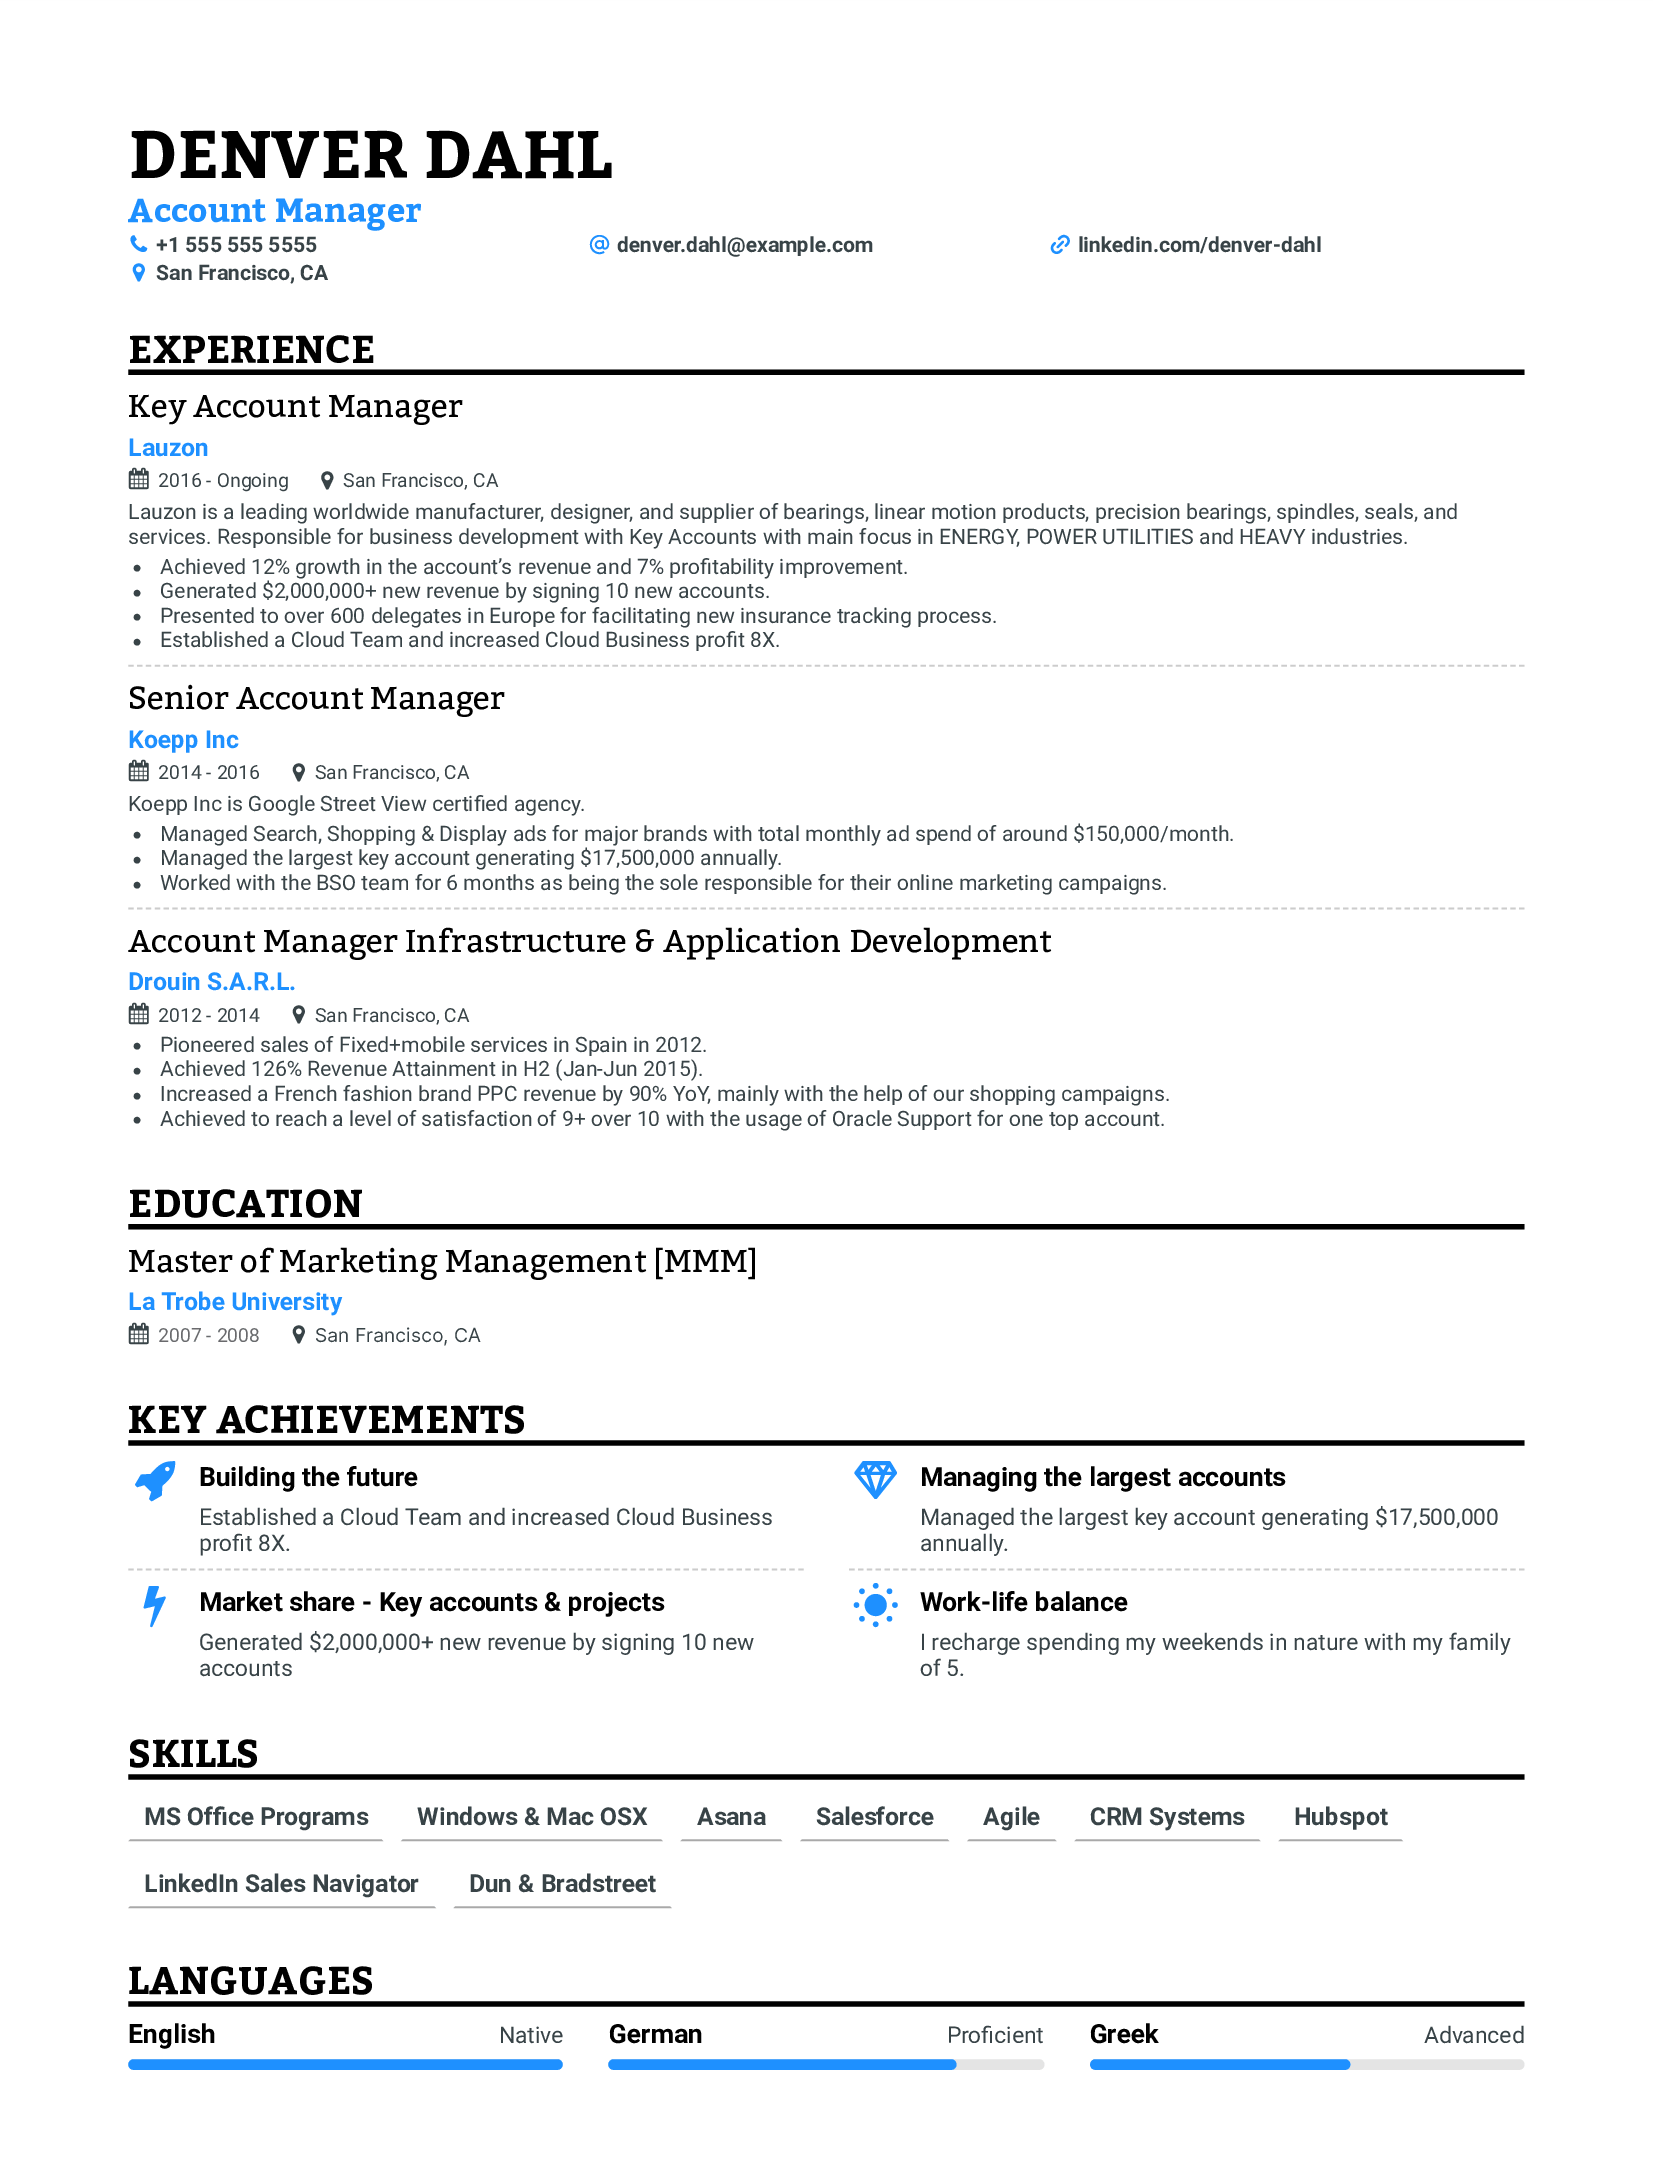 DENVER DAHL
Account Manager
+1 555 555 5555 denver.dahl@example.com linkedin.com/denver-dahl
San Francisco, CA
EXPERIENCE
Key Account Manager
Lauzon
2016 - Ongoing San Francisco, CA
Lauzon is a leading worldwide manufacturer, designer, and supplier of bearings, linear motion products, precision bearings, spindles, seals, and
services. Responsible for business development with Key Accounts with main focus in ENERGY, POWER UTILITIES and HEAVY industries.
• Achieved 12% growth in the account’s revenue and 7% profitability improvement.
• Generated $2,000,000+ new revenue by signing 10 new accounts.
• Presented to over 600 delegates in Europe for facilitating new insurance tracking process.
• Established a Cloud Team and increased Cloud Business profit 8X.
Senior Account Manager
Koepp Inc
2014 - 2016 San Francisco, CA
Koepp Inc is Google Street View certified agency.
• Managed Search, Shopping & Display ads for major brands with total monthly ad spend of around $150,000/month.
• Managed the largest key account generating $17,500,000 annually.
• Worked with the BSO team for 6 months as being the sole responsible for their online marketing campaigns.
Account Manager Infrastructure & Application Development
Drouin S.A.R.L.
2012 - 2014 San Francisco, CA
• Pioneered sales of Fixed+mobile services in Spain in 2012.
• Achieved 126% Revenue Attainment in H2 (Jan-Jun 2015).
• Increased a French fashion brand PPC revenue by 90% YoY, mainly with the help of our shopping campaigns.
• Achieved to reach a level of satisfaction of 9+ over 10 with the usage of Oracle Support for one top account.
EDUCATION
Master of Marketing Management [MMM]
La Trobe University
2007 - 2008 San Francisco, CA
KEY ACHIEVEMENTS
Building the future
Established a Cloud Team and increased Cloud Business
profit 8X.
Managing the largest accounts
Managed the largest key account generating $17,500,000
annually.
Market share - Key accounts & projects
Generated $2,000,000+ new revenue by signing 10 new
accounts
Work-life balance
I recharge spending my weekends in nature with my family
of 5.
SKILLS
MS Office Programs Windows & Mac OSX Asana Salesforce Agile CRM Systems Hubspot
LinkedIn Sales Navigator Dun & Bradstreet
LANGUAGES
English Native German Proficient Greek Advanced